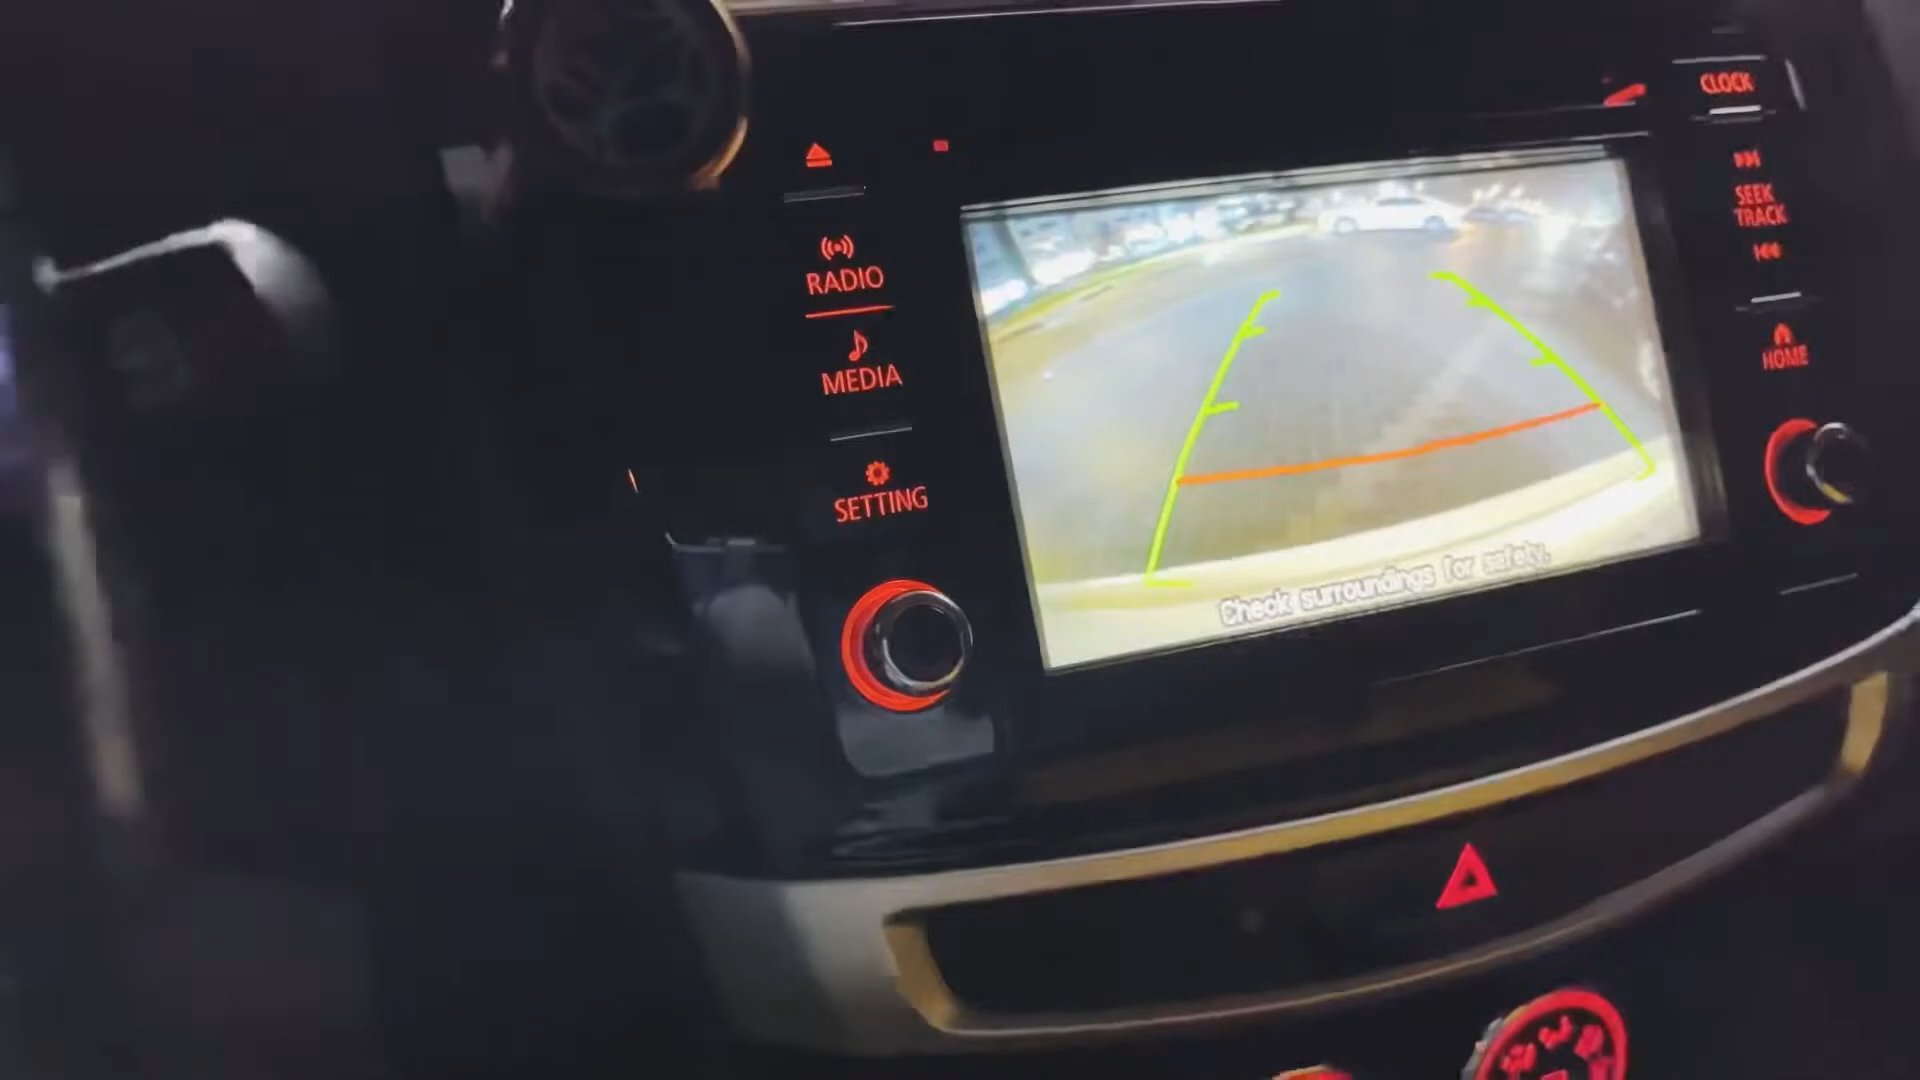 CLOCK
RADIO
SEEK
TRACK
MEDIA
HOME
SETTING
Check surroundings for safety.